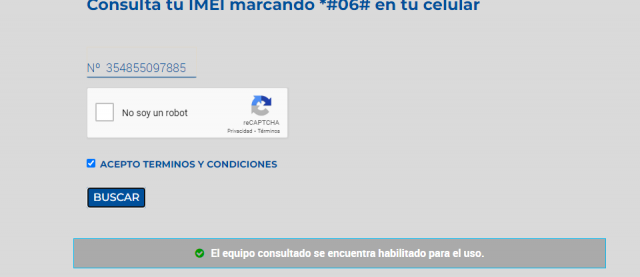 Consulta tu IMEI marcando *#06# en tu celular
Nº 354855097885
No soy un robot
reCAPTCHA
Privacidad - Términos
ACEPTO TERMINOS Y CONDICIONES
BUSCAR
El equipo consultado se encuentra habilitado para el uso.